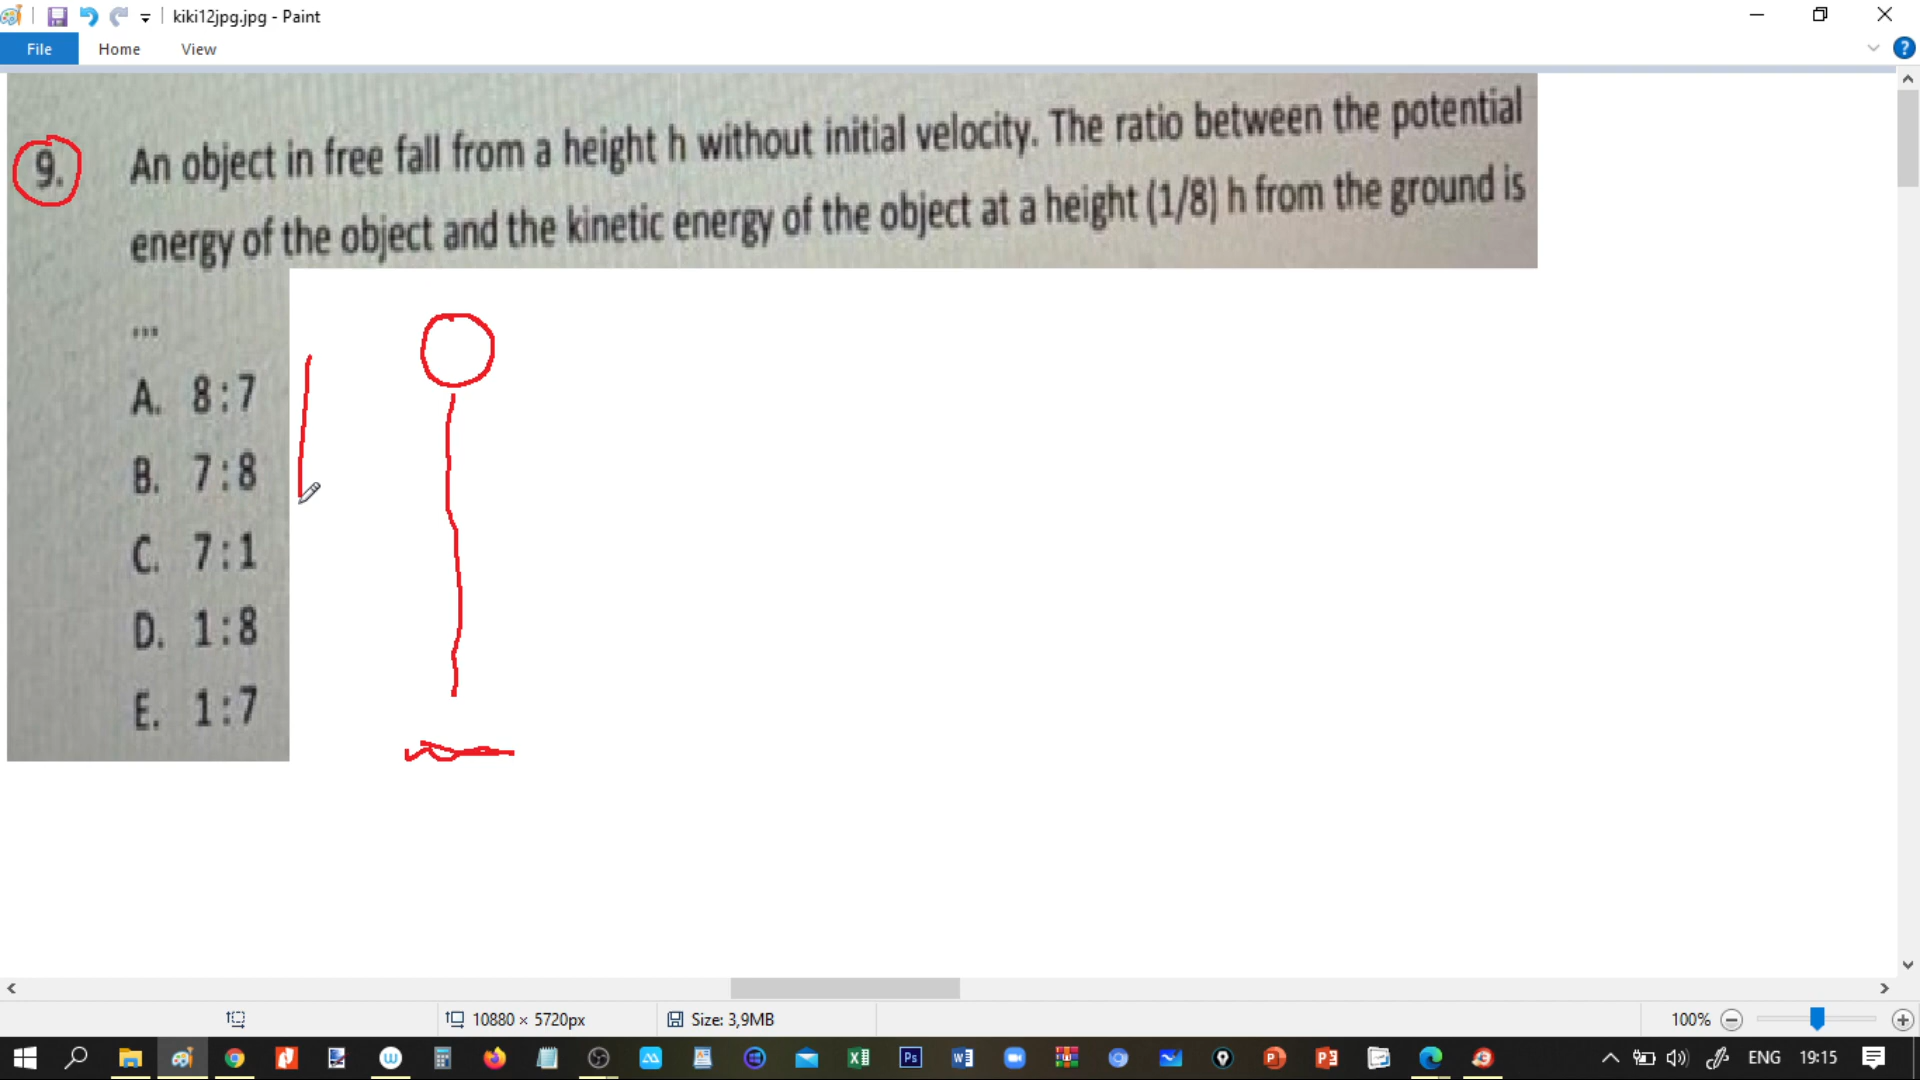 kiki12jpg.jpg - Paint
File Home View
9. An object in free fall from a height h without initial velocity. The ratio between the potential
energy of the object and the kinetic energy of the object at a height (1/8) h from the ground is
...
A. 8 : 7
B. 7 : 8
C. 7 : 1
D. 1 : 8
E. 1 : 7
10880 × 5720px Size: 3,9MB 100%
ENG 19:15